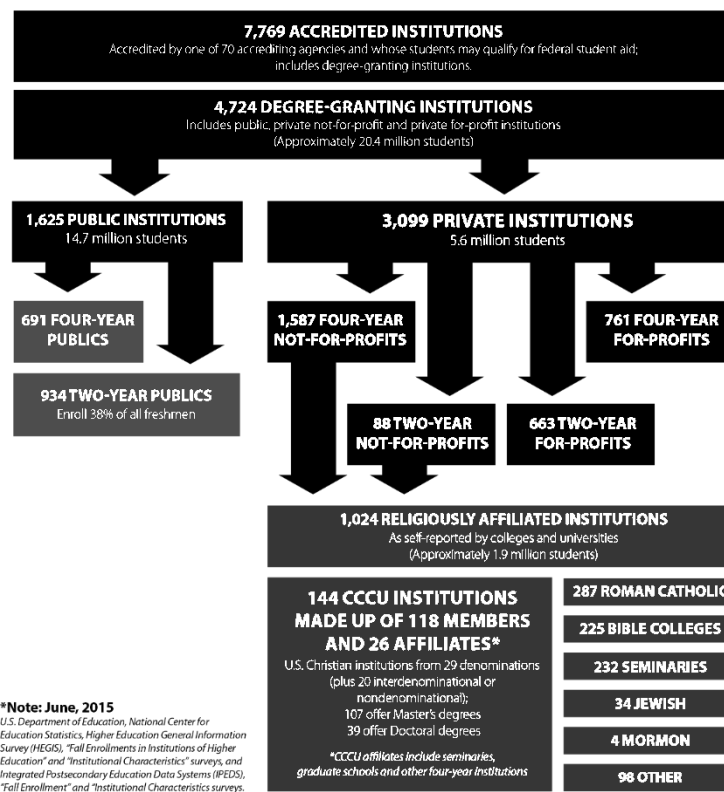 7,769 ACCREDITED INSTITUTIONS
Accredited by one of 70 accrediting agencies and whose students may qualify for federal student aid;
includes degree-granting institutions.
4,724 DEGREE-GRANTING INSTITUTIONS
Includes public, private not-for-profit and private for-profit institutions
(Approximately 20.4 million students)
1,625 PUBLIC INSTITUTIONS
14.7 million students
3,099 PRIVATE INSTITUTIONS
5.6 million students
691 FOUR-YEAR
PUBLICS
1,587 FOUR-YEAR
NOT-FOR-PROFITS
761 FOUR-YEAR
FOR-PROFITS
934 TWO-YEAR PUBLICS
Enroll 38% of all freshmen
88 TWO-YEAR
NOT-FOR-PROFITS
663 TWO-YEAR
FOR-PROFITS
1,024 RELIGIOUSLY AFFILIATED INSTITUTIONS
As self-reported by colleges and universities
(Approximately 1.9 million students)
144 CCCU INSTITUTIONS
MADE UP OF 118 MEMBERS
AND 26 AFFILIATES*
U.S. Christian institutions from 29 denominations
(plus 20 interdenominational or
nondenominational);
107 offer Master's degrees
39 offer Doctoral degrees
*CCCU affiliates include seminaries,
graduate schools and other four-year institutions
287 ROMAN CATHOLIC
225 BIBLE COLLEGES
232 SEMINARIES
34 JEWISH
4 MORMON
98 OTHER
*Note: June, 2015
U.S. Department of Education, National Center for
Education Statistics, Higher Education General Information
Survey (HEGIS), "Fall Enrollments in Institutions of Higher
Education" and "Institutional Characteristics" surveys, and
Integrated Postsecondary Education Data Systems (IPEDS),
"Fall Enrollment" and "Institutional Characteristics surveys.